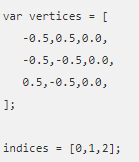 var vertices = [
-0.5,0.5,0.0,
-0.5,-0.5,0.0,
0.5,-0.5,0.0,
];
indices = [0,1,2];